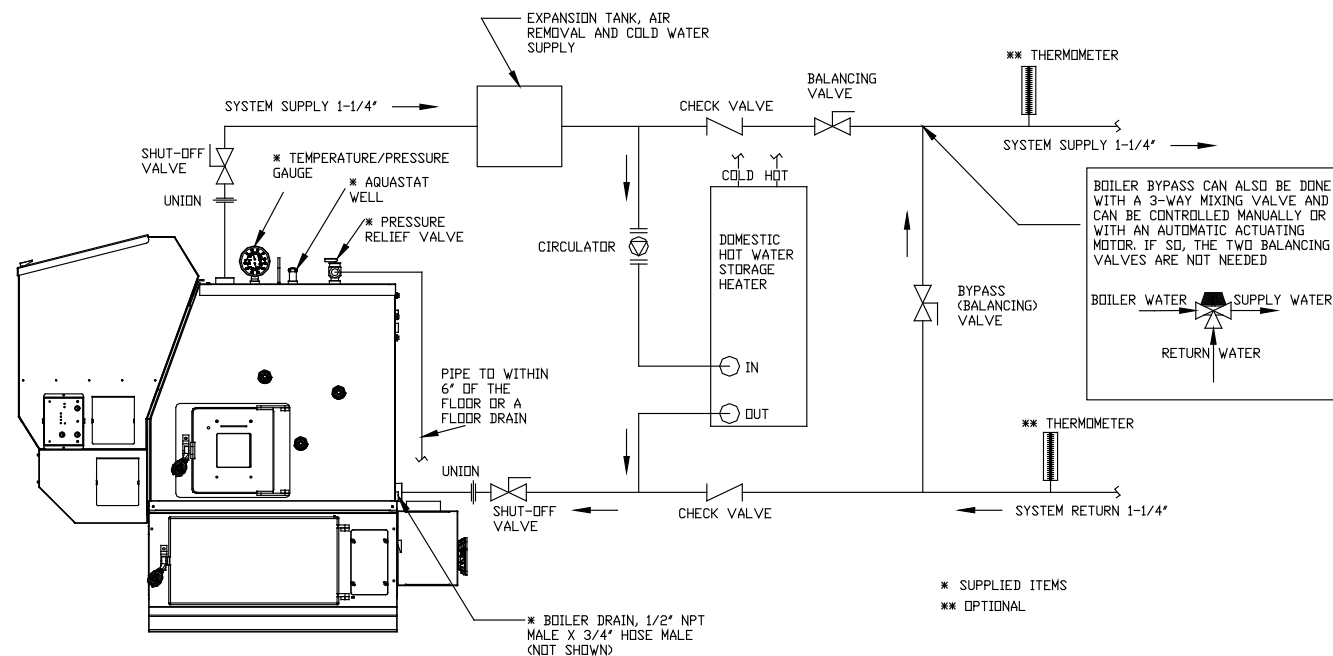 EXPANSION TANK, AIR
REMOVAL AND COLD WATER
SUPPLY
** THERMOMETER
BALANCING
VALVE
CHECK VALVE
SYSTEM SUPPLY 1-1/4"
SYSTEM SUPPLY 1-1/4"
SHUT-OFF
VALVE
* TEMPERATURE/PRESSURE
GAUGE
* AQUASTAT
WELL
UNION
* PRESSURE
RELIEF VALVE
COLD HOT
CIRCULATOR
DOMESTIC
HOT WATER
STORAGE
HEATER
IN
OUT
BYPASS
(BALANCING)
VALVE
BOILER BYPASS CAN ALSO BE DONE
WITH A 3-WAY MIXING VALVE AND
CAN BE CONTROLLED MANUALLY OR
WITH AN AUTOMATIC ACTUATING
MOTOR. IF SO, THE TWO BALANCING
VALVES ARE NOT NEEDED
BOILER WATER
SUPPLY WATER
RETURN WATER
PIPE TO WITHIN
6" OF THE
FLOOR OR A
FLOOR DRAIN
** THERMOMETER
UNION
SHUT-OFF
VALVE
CHECK VALVE
SYSTEM RETURN 1-1/4"
* SUPPLIED ITEMS
** OPTIONAL
* BOILER DRAIN, 1/2" NPT
MALE X 3/4" HOSE MALE
(NOT SHOWN)